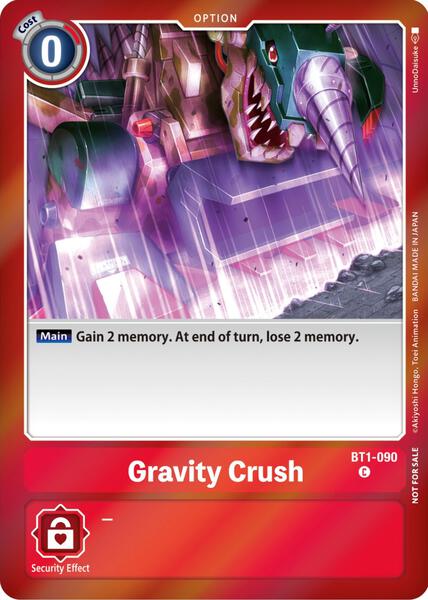 OPTION
Cost
0
UnnoDaisuke
Main Gain 2 memory. At end of turn, lose 2 memory.
©Akiyoshi Hongo, Toei Animation BANDAI MADE IN JAPAN
BT1-090
C
Gravity Crush
NOT FOR SALE
–
Security Effect